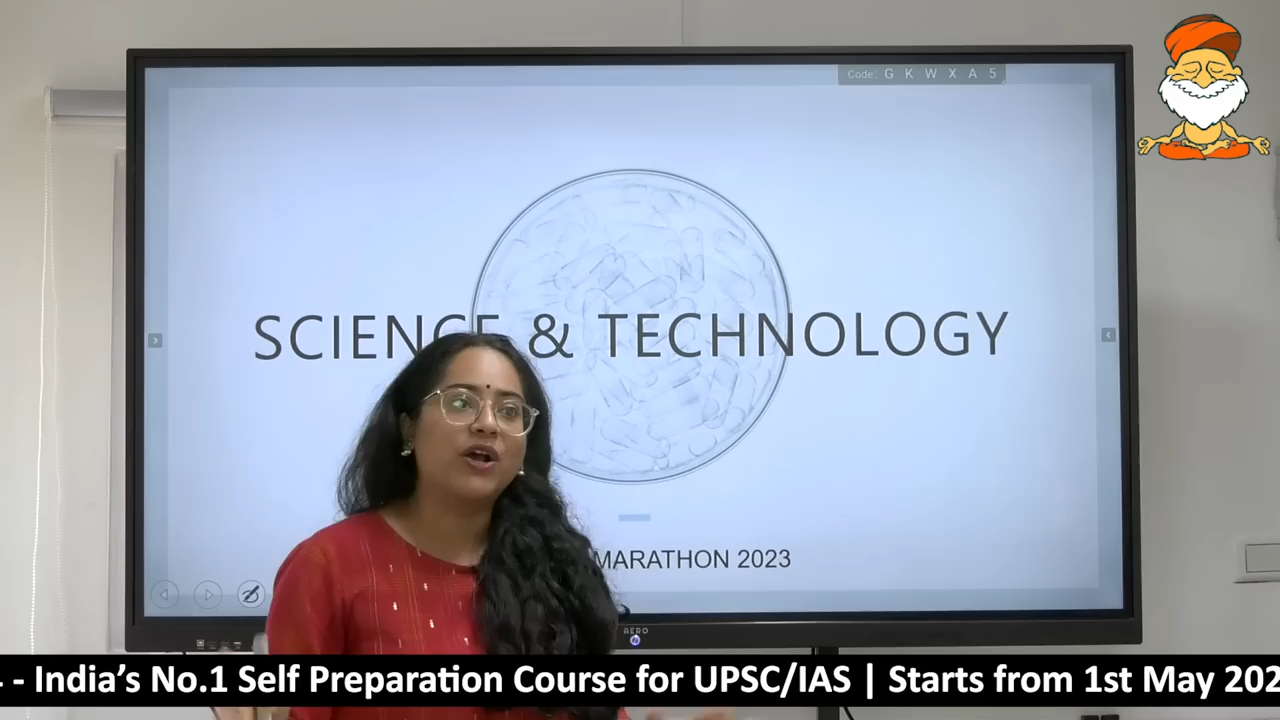 Code: G K W X A 5
SCIENCE & TECHNOLOGY
MARATHON 2023
AERO
- India’s No.1 Self Preparation Course for UPSC/IAS | Starts from 1st May 202